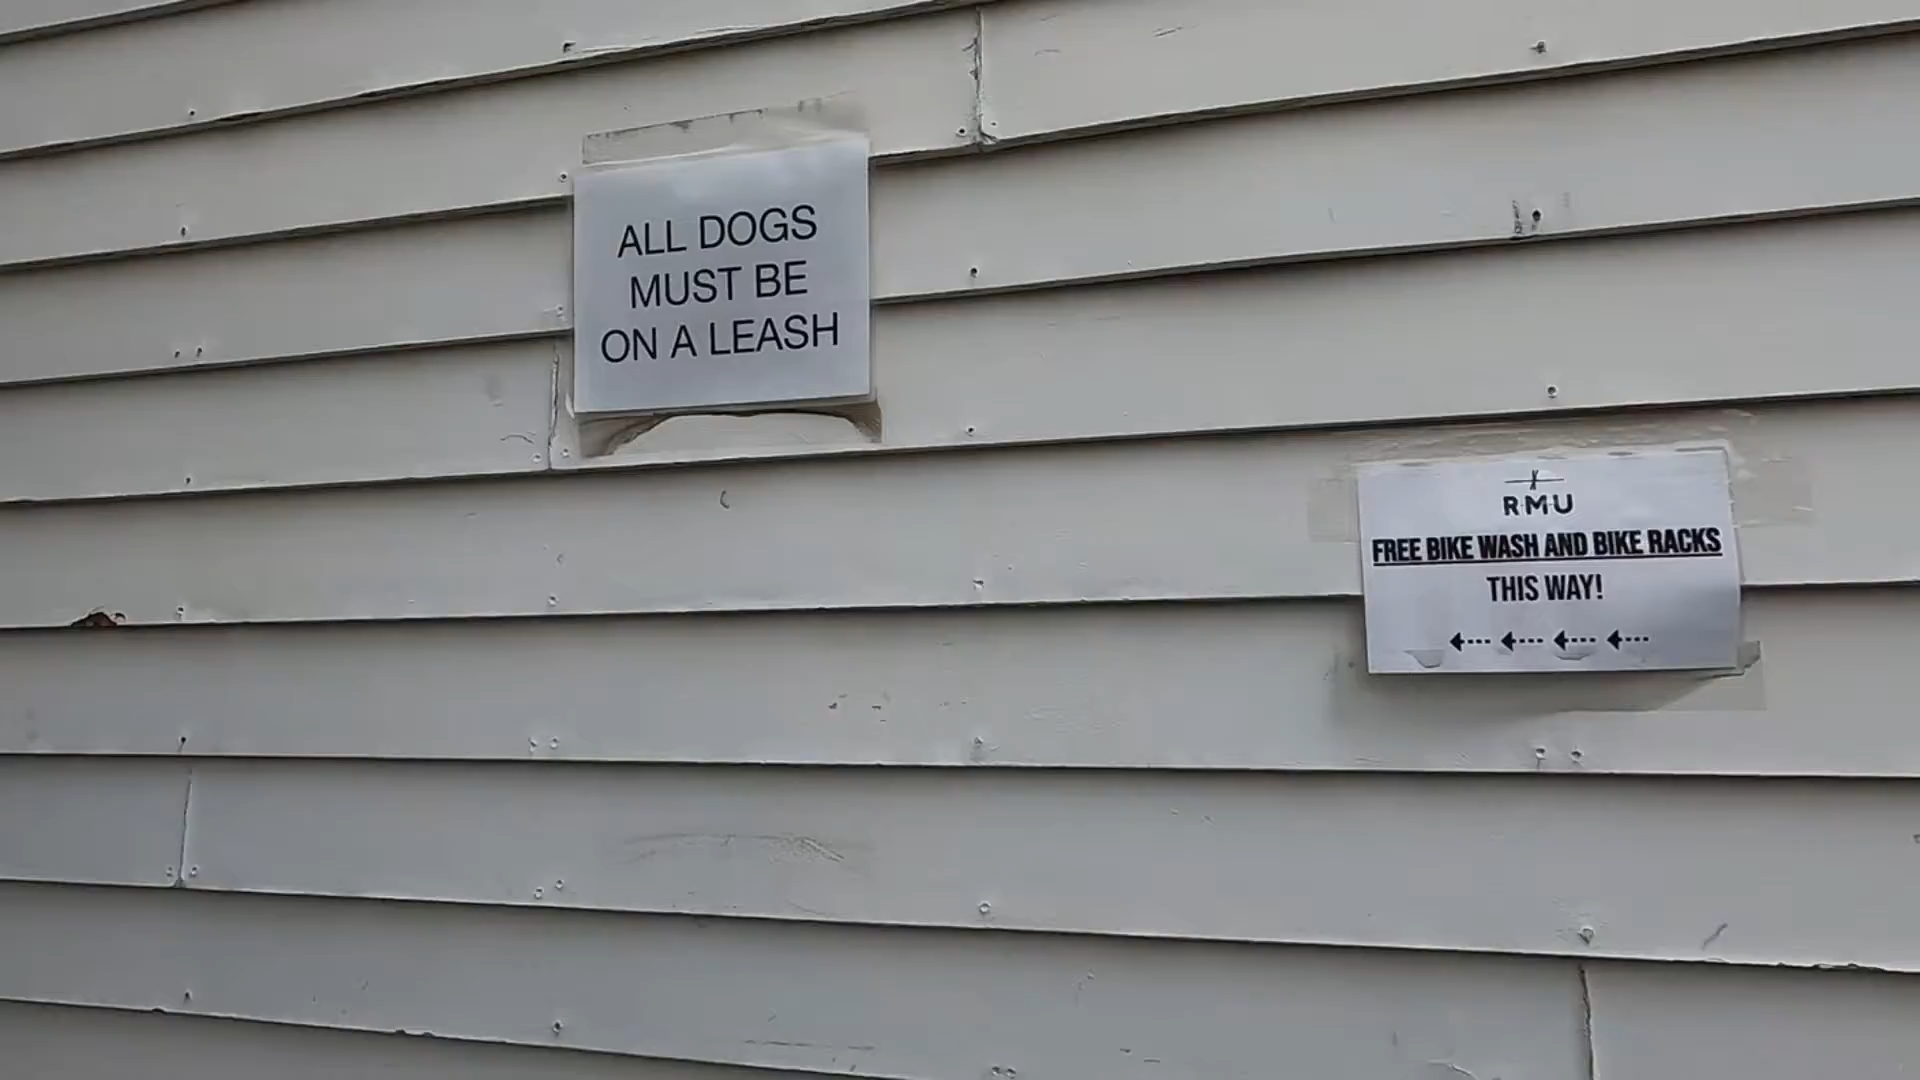 ALL DOGS
MUST BE
ON A LEASH
RMU
FREE BIKE WASH AND BIKE RACKS
THIS WAY!